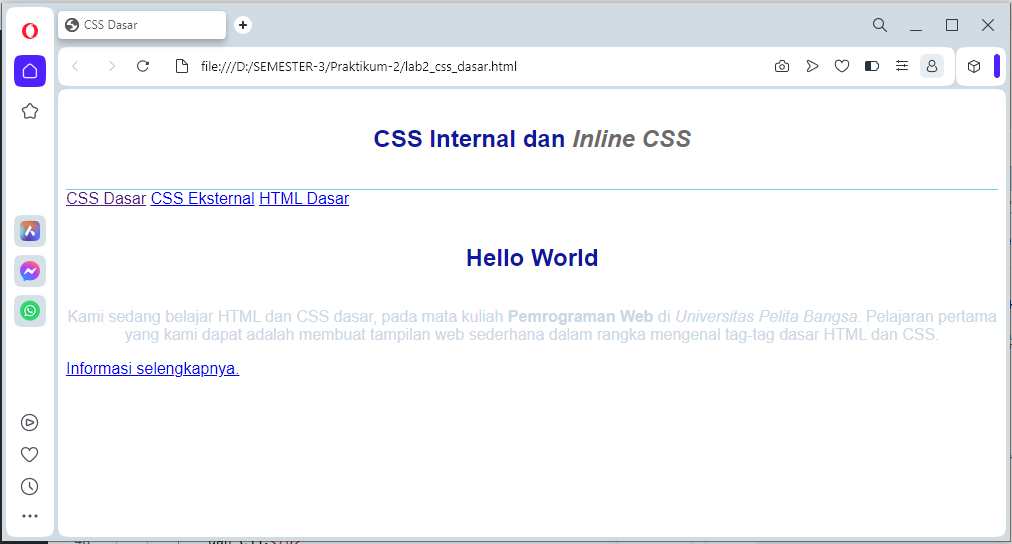 CSS Dasar
file:///D:/SEMESTER-3/Praktikum-2/lab2_css_dasar.html
CSS Internal dan Inline CSS
CSS Dasar CSS Eksternal HTML Dasar
Hello World
Kami sedang belajar HTML dan CSS dasar, pada mata kuliah Pemrograman Web di Universitas Pelita Bangsa. Pelajaran pertama
yang kami dapat adalah membuat tampilan web sederhana dalam rangka mengenal tag-tag dasar HTML dan CSS.
Informasi selengkapnya.